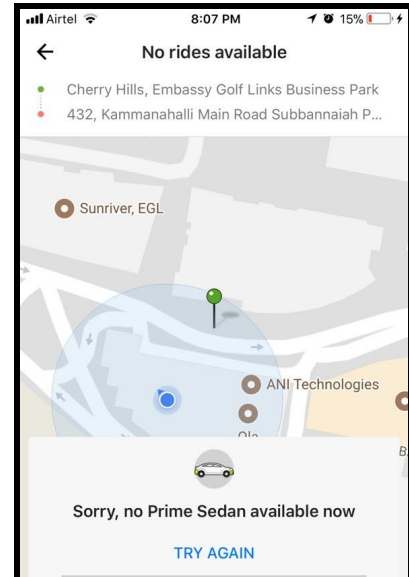 Airtel 8:07 PM 15%
No rides available
Cherry Hills, Embassy Golf Links Business Park
432, Kammanahalli Main Road Subbannaiah P...
Sunriver, EGL
ANI Technologies
Ola
Sorry, no Prime Sedan available now
TRY AGAIN